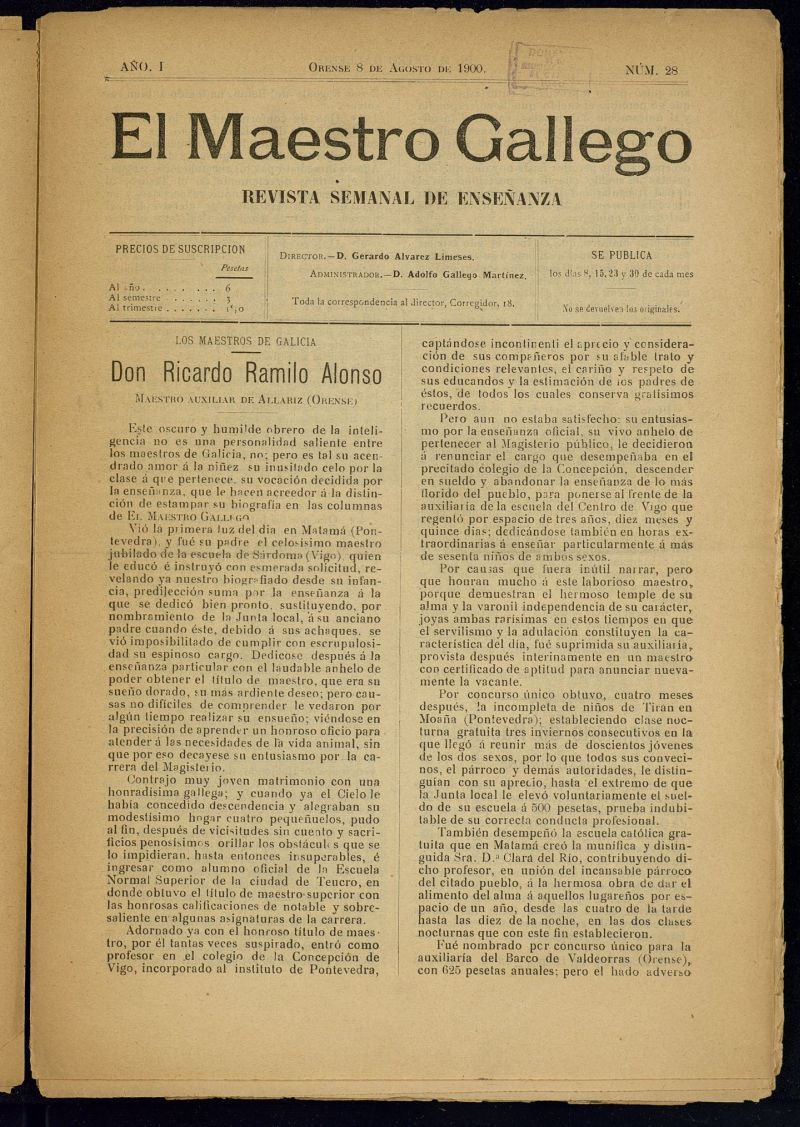 AÑO. I
Orense 8 de Agosto de 1900.
NÚM. 28
El Maestro Gallego
REVISTA SEMANAL DE ENSEÑANZA
PRECIOS DE SUSCRIPCION
Pesetas
Al año. . . . . . . . 6
Al semestre . . . . . . 3
Al trimestre . . . . . . .
Director.—D. Gerardo Alvarez Limeses.
Administrador.—D. Adolfo Gallego Martínez.
Toda la correspondencia al director, Corregidor, 18.
SE PUBLICA
los días 8, 15, 23 y 30 de cada mes
No se devuelven los originales.
LOS MAESTROS DE GALICIA
Don Ricardo Ramilo Alonso
Maestro auxiliar de Allariz (Orense)
Este oscuro y humilde obrero de la inteli-
gencia no es una personalidad saliente entre
los maestros de Galicia, no; pero es tal su acen-
drado amor á la niñez su inusitado celo por la
clase á que pertenece, su vocación decidida por
la enseñanza, que le hacen acreedor á la distin-
ción de estampar su biografía en las columnas
de El Maestro Gallego
Vió la primera luz del dia en Matamá (Pon-
tevedra), y fué su padre el celosísimo maestro
jubilado de la escuela de Sárdoma (Vigo), quien
le educó é instruyó con esmerada solicitud, re-
velando ya nuestro biografiado desde su infan-
cia, predilección suma por la enseñanza á la
que se dedicó bien pronto, sustituyendo, por
nombramiento de la Junta local, á su anciano
padre cuando éste, debido á sus achaques, se
vió imposibilitado de cumplir con escrupulosi-
dad su espinoso cargo. Dedicose después á la
enseñanza particular con el laudable anhelo de
poder obtener el título de maestro, que era su
sueño dorado, su más ardiente deseo; pero cau-
sas no difíciles de comprender le vedaron por
algún tiempo realizar su ensueño; viéndose en
la precisión de aprender un honroso oficio para
atender á las necesidades de la vida animal, sin
que por eso decayese su entusiasmo por la ca-
rrera del Magisterio.
Contrajo muy joven matrimonio con una
honradísima gallega; y cuando ya el Cielo le
había concedido descendencia y alegraban su
modestísimo hogar cuatro pequeñuelos, pudo
al fin, después de vicisitudes sin cuento y sacri-
ficios penosísimos orillar los obstáculos que se
lo impidieran, hasta entonces insuperables, é
ingresar como alumno oficial de la Escuela
Normal Superior de la ciudad de Teucro, en
donde obtuvo el título de maestro superior con
las honrosas calificaciones de notable y sobre-
saliente en algunas asignaturas de la carrera.
Adornado ya con el honroso título de maes-
tro, por él tantas veces suspirado, entró como
profesor en el colegio de la Concepción de
Vigo, incorporado al instituto de Pontevedra,
captándose incontinenti el aprecio y considera-
ción de sus compañeros por su afable trato y
condiciones relevantes, el cariño y respeto de
sus educandos y la estimación de los padres de
éstos, de todos los cuales conserva gratísimos
recuerdos.
Pero aun no estaba satisfecho: su entusias-
mo por la enseñanza oficial, su vivo anhelo de
pertenecer al Magisterio público, le decidieron
á renunciar el cargo que desempeñaba en el
precitado colegio de la Concepción, descender
en sueldo y abandonar la enseñanza de lo más
florido del pueblo, para ponerse al frente de la
auxiliaría de la escuela del Centro de Vigo que
regentó por espacio de tres años, diez meses y
quince dias; dedicándose también en horas ex-
traordinarias á enseñar particularmente á más
de sesenta niños de ambos sexos.
Por causas que fuera inútil narrar, pero
que honran mucho á este laborioso maestro,
porque demuestran el hermoso temple de su
alma y la varonil independencia de su carácter,
joyas ambas rarísimas en estos tiempos en que
el servilismo y la adulación constituyen la ca-
racterística del día, fué suprimida su auxiliaría,
provista después interinamente en un maestro
con certificado de aptitud para anunciar nueva-
mente la vacante.
Por concurso único obtuvo, cuatro meses
después, la incompleta de niños de Tiran en
Moaña (Pontevedra); estableciendo clase noc-
turna gratuita tres inviernos consecutivos en la
que llegó á reunir más de doscientos jóvenes
de los dos sexos, por lo que todos sus conveci-
nos, el párroco y demás autoridades, le distin-
guían con su aprecio, hasta el extremo de que
la Junta local le elevó voluntariamente el suel-
do de su escuela á 500 pesetas, prueba indubi-
table de su correcta conducta profesional.
También desempeñó la escuela católica gra-
tuita que en Matamá creó la munífica y distin-
guida Sra. D.ª Clara del Río, contribuyendo di-
cho profesor, en unión del incansable párroco
del citado pueblo, á la hermosa obra de dar el
alimento del alma á aquellos lugareños por es-
pacio de un año, desde las cuatro de la tarde
hasta las diez de la noche, en las dos clases
nocturnas que con este fin establecieron.
Fué nombrado por concurso único para la
auxiliaría del Barco de Valdeorras (Orense),
con 625 pesetas anuales; pero el hado adverso